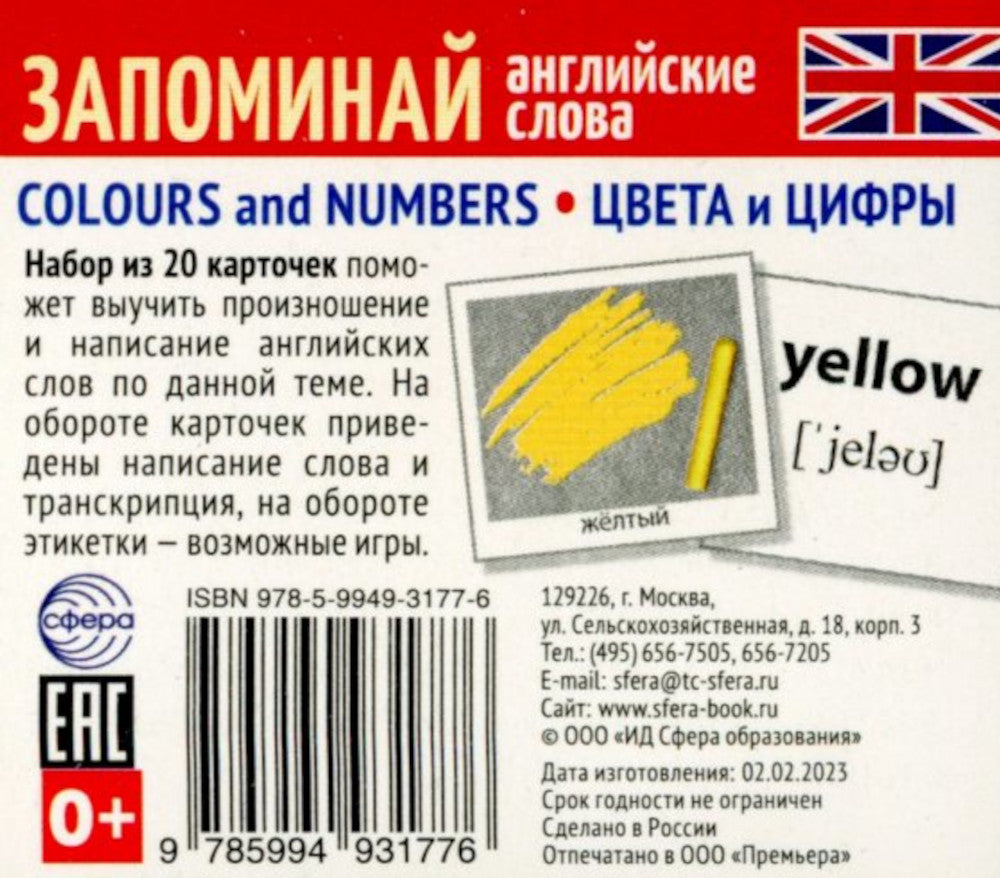 ЗАПОМИНАЙ английские
слова
COLOURS and NUMBERS • ЦВЕТА и ЦИФРЫ
Набор из 20 карточек помо-
жет выучить произношение
и написание английских
слов по данной теме. На
обороте карточек приве-
дены написание слова и
транскрипция, на обороте
этикетки – возможные игры.
жёлтый
yellow
[ˈjeləʊ]
сфера
EAC
0+
ISBN 978-5-9949-3177-6
9 785994 931776
129226, г. Москва,
ул. Сельскохозяйственная, д. 18, корп. 3
Тел.: (495) 656-7505, 656-7205
E-mail: sfera@tc-sfera.ru
Сайт: www.sfera-book.ru
© ООО «ИД Сфера образования»
Дата изготовления: 02.02.2023
Срок годности не ограничен
Сделано в России
Отпечатано в ООО «Премьера»